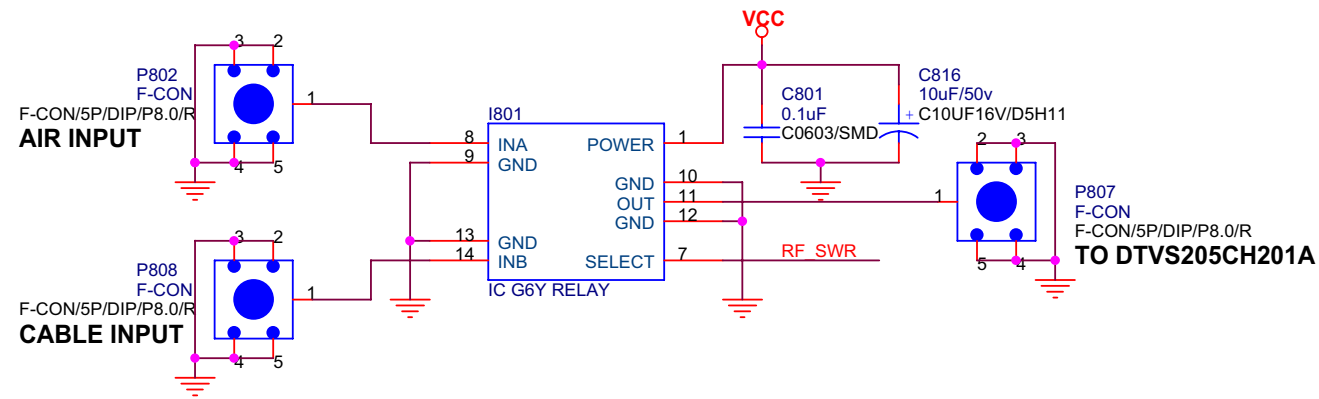 VCC
3 2
P802
F-CON
F-CON/5P/DIP/P8.0/R
AIR INPUT
1
4 5
I801
8 INA
9 GND
13 GND
14 INB
POWER 1
GND 10
OUT 11
GND 12
SELECT 7
RF_SWR
IC G6Y RELAY
C801
0.1uF
C0603/SMD
C816
10uF/50v
+ C10UF16V/D5H11
2 3
1
5 4
P807
F-CON
F-CON/5P/DIP/P8.0/R
TO DTVS205CH201A
3 2
P808
F-CON
F-CON/5P/DIP/P8.0/R
CABLE INPUT
1
4 5